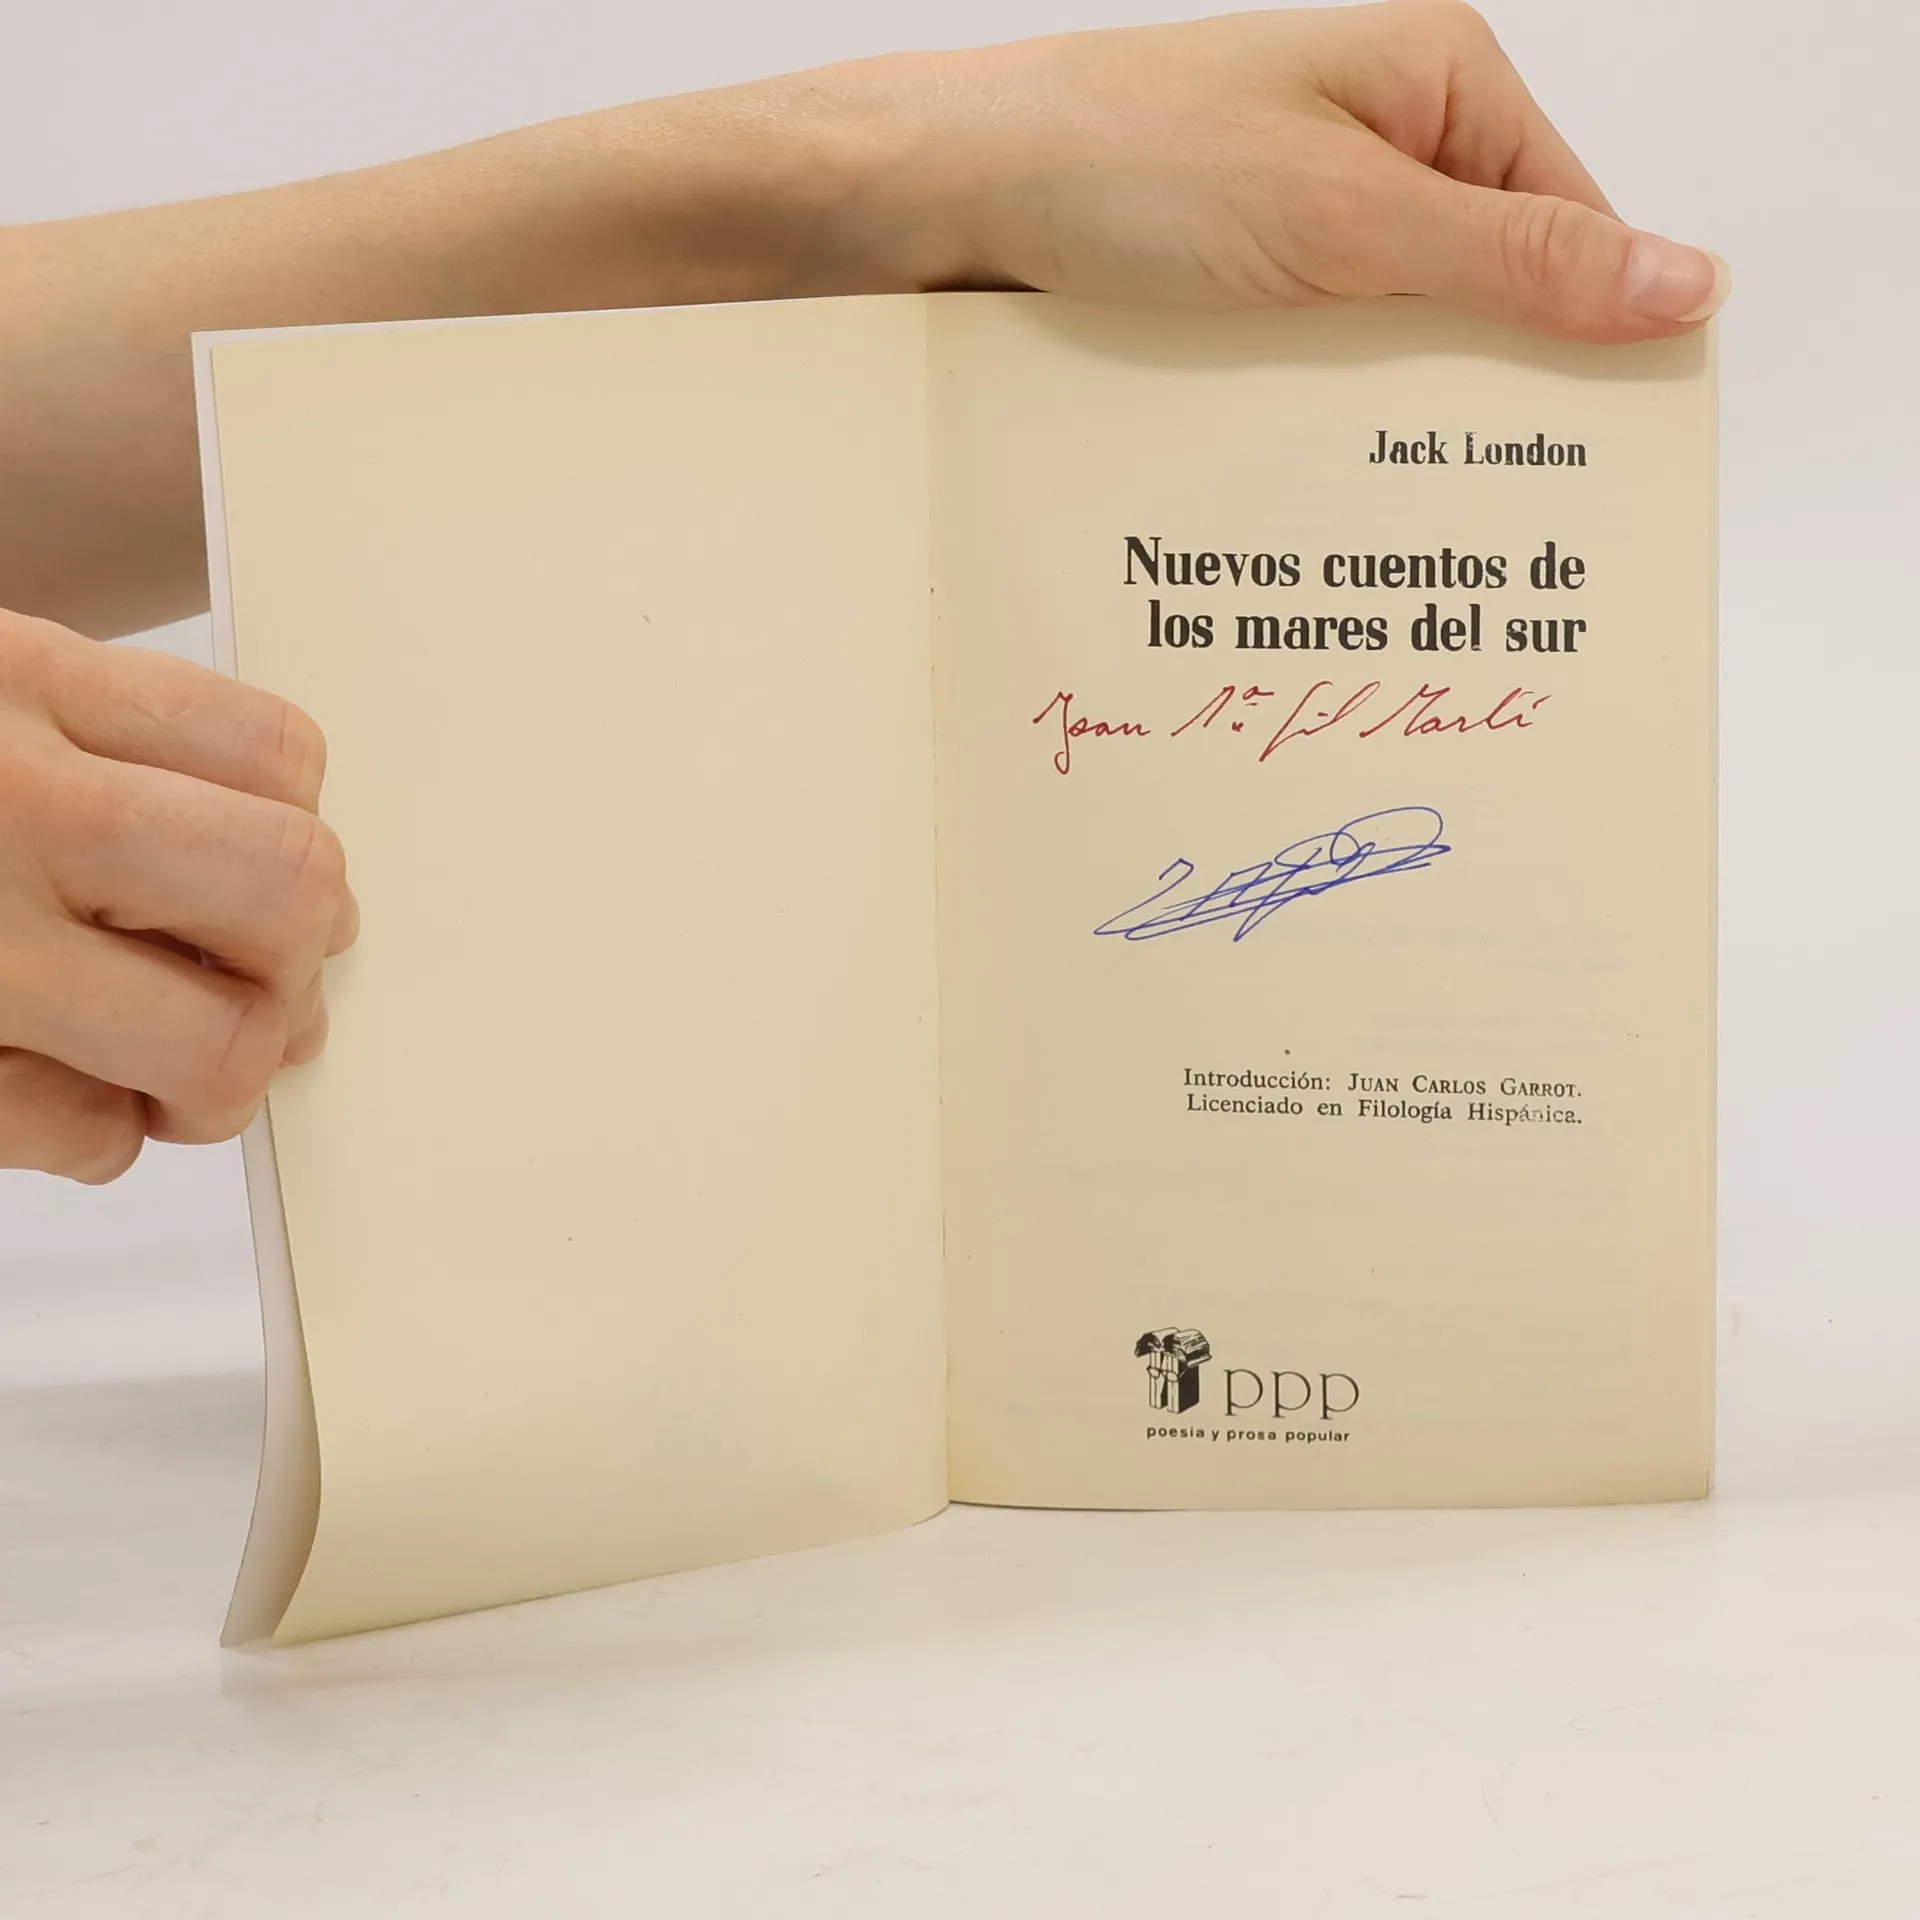 Jack London
Nuevos cuentos de
los mares del sur
Joan Mª Gil Martí
Introducción: JUAN CARLOS GARROT.
Licenciado en Filología Hispánica.
ppp
poesia y prosa popular